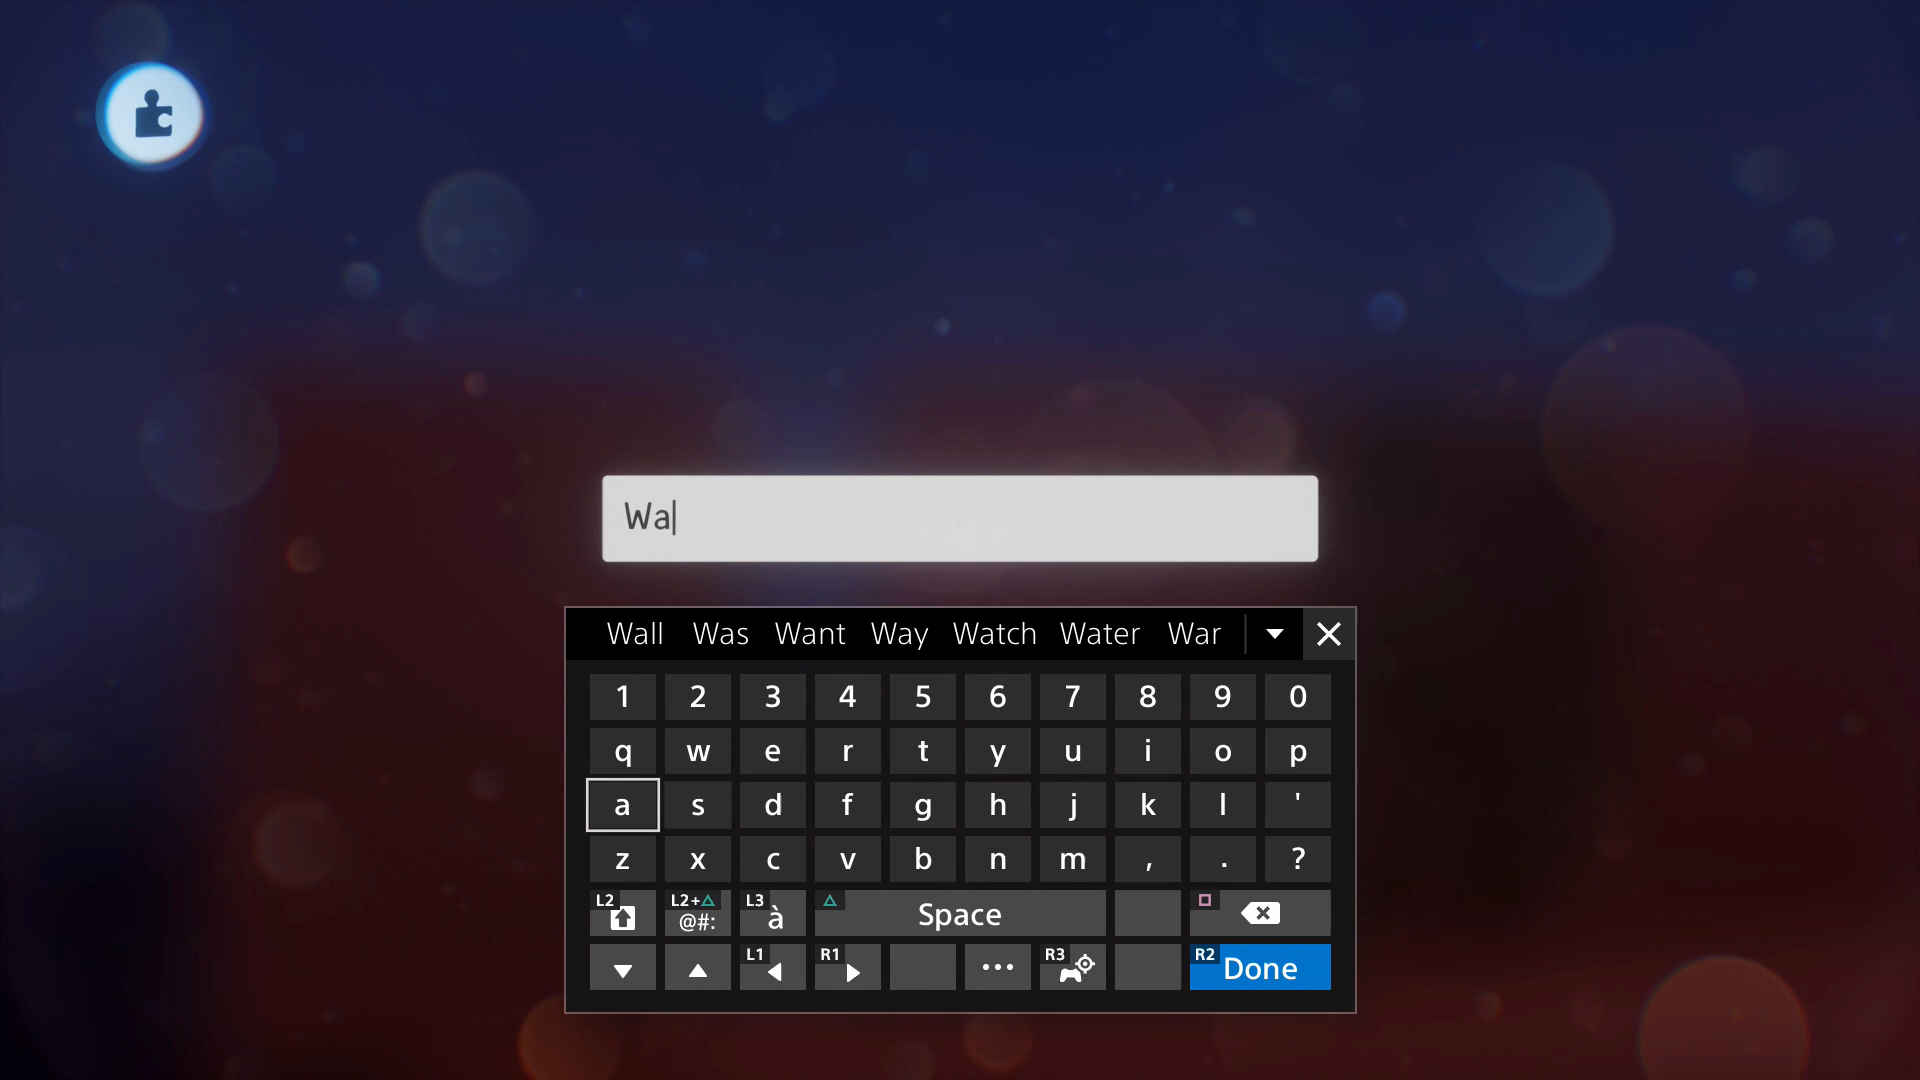 Wa
Wall Was Want Way Watch Water War
1 2 3 4 5 6 7 8 9 0
q w e r t y u i o p
a s d f g h j k l '
z x c v b n m , . ?
L2 L2+△ @#: L3 à △ Space □
L1 R1 ... R3 R2 Done